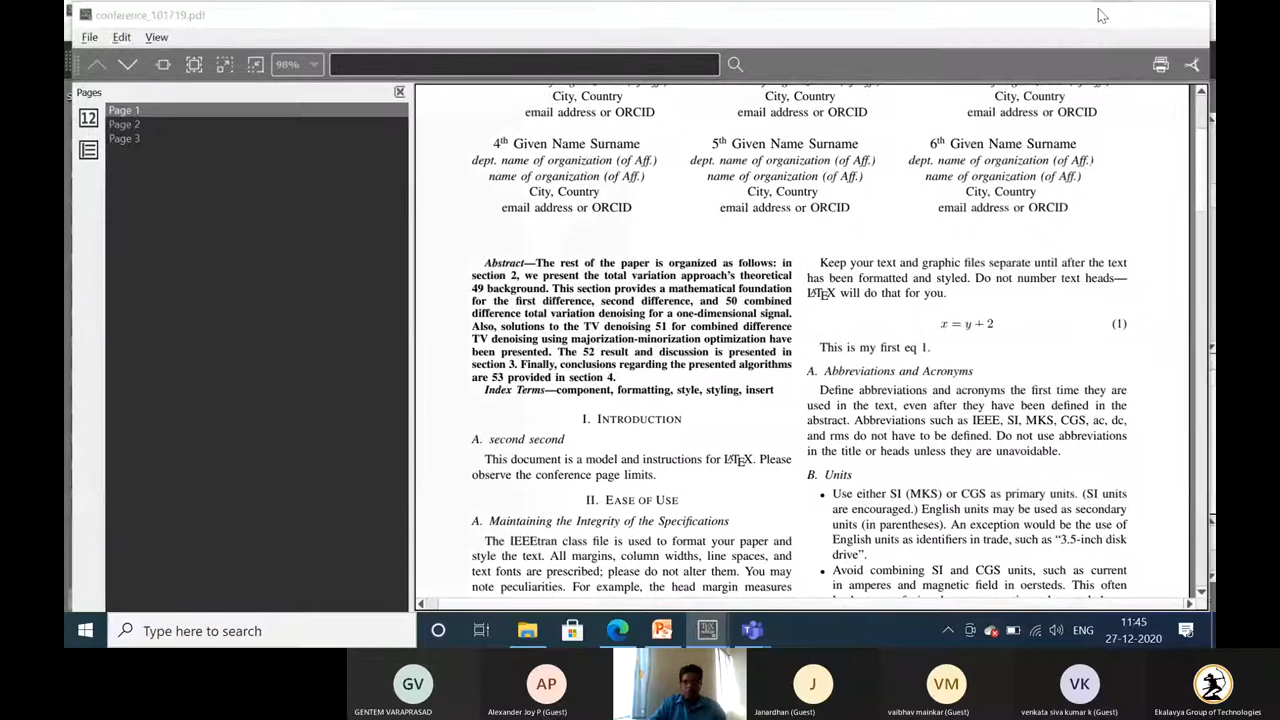 conference_101719.pdf
File Edit View
98%
Pages
12
Page 1
Page 2
Page 3
City, Country
email address or ORCID
City, Country
email address or ORCID
City, Country
email address or ORCID
4th Given Name Surname
dept. name of organization (of Aff.)
name of organization (of Aff.)
City, Country
email address or ORCID
5th Given Name Surname
dept. name of organization (of Aff.)
name of organization (of Aff.)
City, Country
email address or ORCID
6th Given Name Surname
dept. name of organization (of Aff.)
name of organization (of Aff.)
City, Country
email address or ORCID
Abstract—The rest of the paper is organized as follows: in
section 2, we present the total variation approach's theoretical
49 background. This section provides a mathematical foundation
for the first difference, second difference, and 50 combined
difference total variation denoising for a one-dimensional signal.
Also, solutions to the TV denoising 51 for combined difference
TV denoising using majorization-minorization optimization have
been presented. The 52 result and discussion is presented in
section 3. Finally, conclusions regarding the presented algorithms
are 53 provided in section 4.
Index Terms—component, formatting, style, styling, insert
I. INTRODUCTION
A. second second
This document is a model and instructions for LATEX. Please
observe the conference page limits.
II. EASE OF USE
A. Maintaining the Integrity of the Specifications
The IEEEtran class file is used to format your paper and
style the text. All margins, column widths, line spaces, and
text fonts are prescribed; please do not alter them. You may
note peculiarities. For example, the head margin measures
Keep your text and graphic files separate until after the text
has been formatted and styled. Do not number text heads—
LATEX will do that for you.
x = y + 2 (1)
This is my first eq 1.
A. Abbreviations and Acronyms
Define abbreviations and acronyms the first time they are
used in the text, even after they have been defined in the
abstract. Abbreviations such as IEEE, SI, MKS, CGS, ac, dc,
and rms do not have to be defined. Do not use abbreviations
in the title or heads unless they are unavoidable.
B. Units
• Use either SI (MKS) or CGS as primary units. (SI units
are encouraged.) English units may be used as secondary
units (in parentheses). An exception would be the use of
English units as identifiers in trade, such as “3.5-inch disk
drive”.
• Avoid combining SI and CGS units, such as current
in amperes and magnetic field in oersteds. This often
Type here to search
ENG
11:45
27-12-2020
GV
AP
J
VM
VK
GENTEM VARAPRASAD
Alexander Joy P (Guest)
Janardhan (Guest)
vaibhav mainkar (Guest)
venkata siva kumar k (Guest)
Ekalavya Group of Technologies